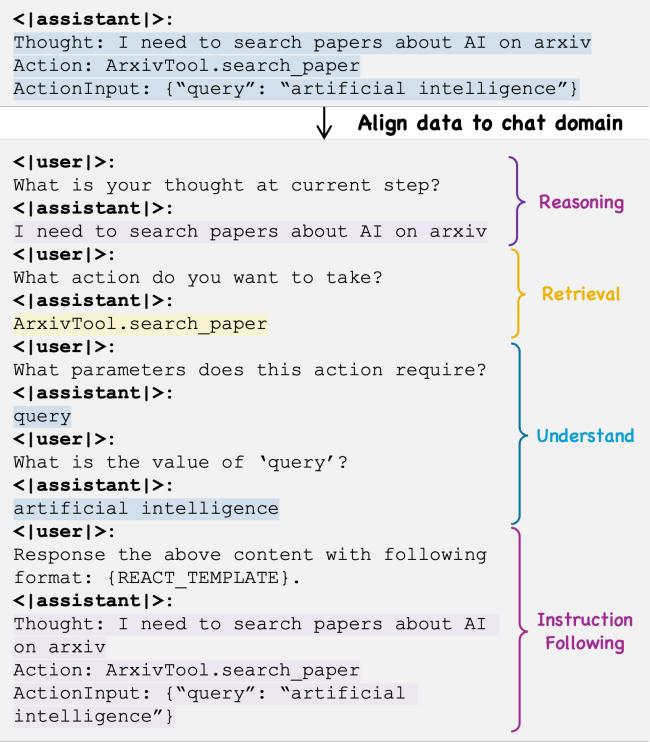 <|assistant|>:
Thought: I need to search papers about AI on arxiv
Action: ArxivTool.search_paper
ActionInput: {“query”: “artificial intelligence”}
Align data to chat domain
<|user|>:
What is your thought at current step?
<|assistant|>:
I need to search papers about AI on arxiv
Reasoning
<|user|>:
What action do you want to take?
<|assistant|>:
ArxivTool.search_paper
Retrieval
<|user|>:
What parameters does this action require?
<|assistant|>:
query
<|user|>:
What is the value of ‘query’?
<|assistant|>:
artificial intelligence
Understand
<|user|>:
Response the above content with following
format: {REACT_TEMPLATE}.
<|assistant|>:
Thought: I need to search papers about AI
on arxiv
Action: ArxivTool.search_paper
ActionInput: {“query”: “artificial
intelligence”}
Instruction
Following